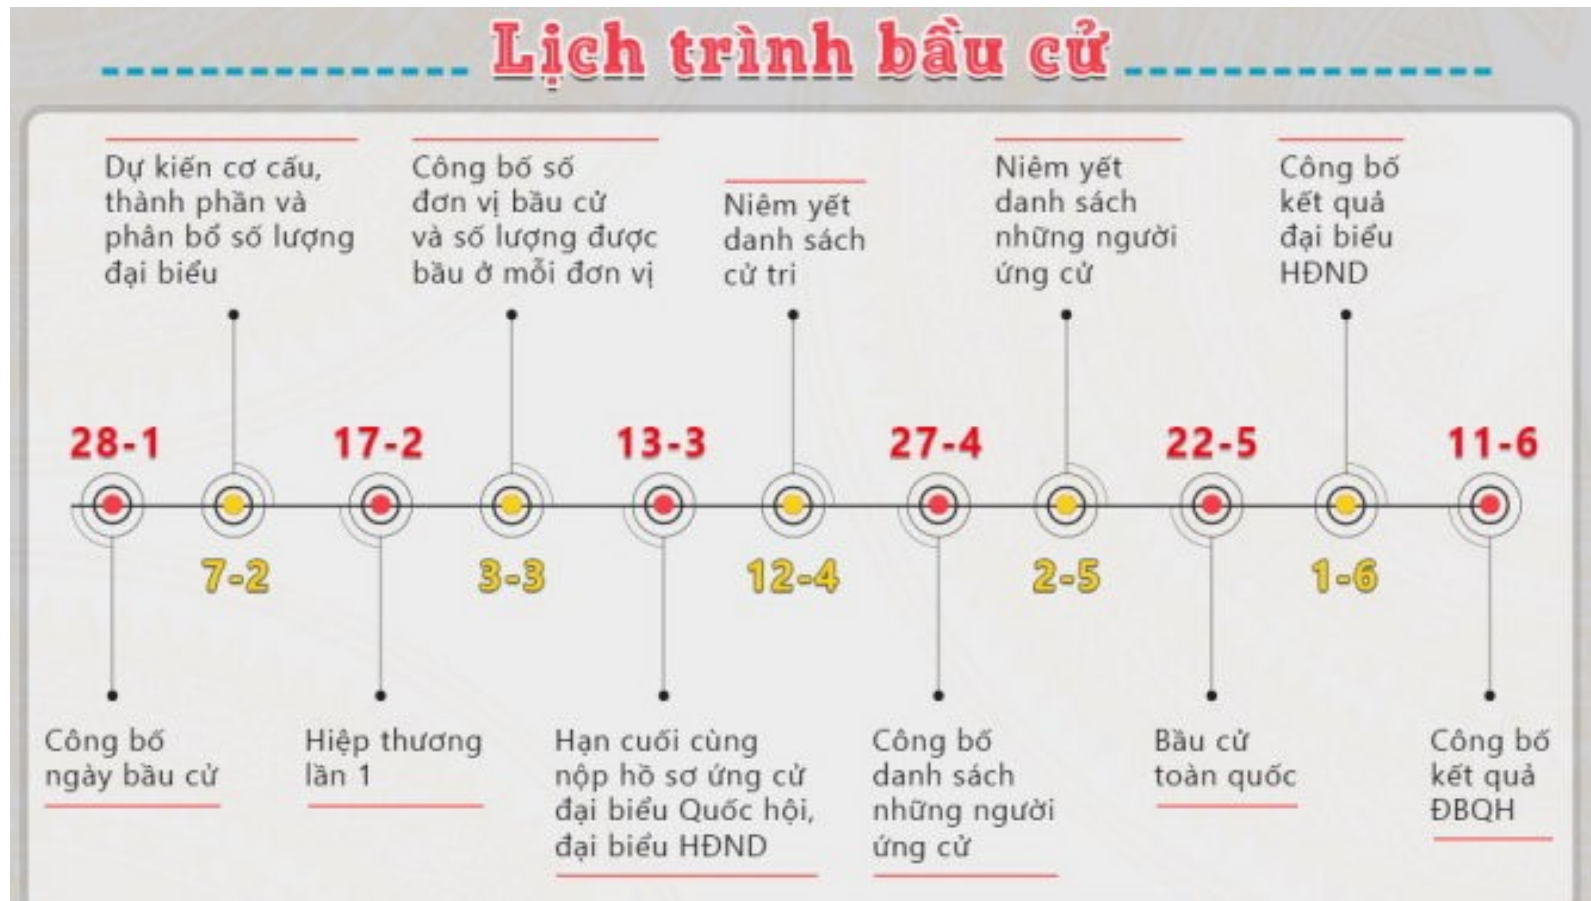 Lịch trình bầu cử
Dự kiến cơ cấu,
thành phần và
phân bổ số lượng
đại biểu
Công bố số
đơn vị bầu cử
và số lượng được
bầu ở mỗi đơn vị
Niêm yết
danh sách
cử tri
Niêm yết
danh sách
những người
ứng cử
Công bố
kết quả
đại biểu
HĐND
28-1
17-2
13-3
27-4
22-5
11-6
7-2
3-3
12-4
2-5
1-6
Công bố
ngày bầu cử
Hiệp thương
lần 1
Hạn cuối cùng
nộp hồ sơ ứng cử
đại biểu Quốc hội,
đại biểu HĐND
Công bố
danh sách
những người
ứng cử
Bầu cử
toàn quốc
Công bố
kết quả
ĐBQH